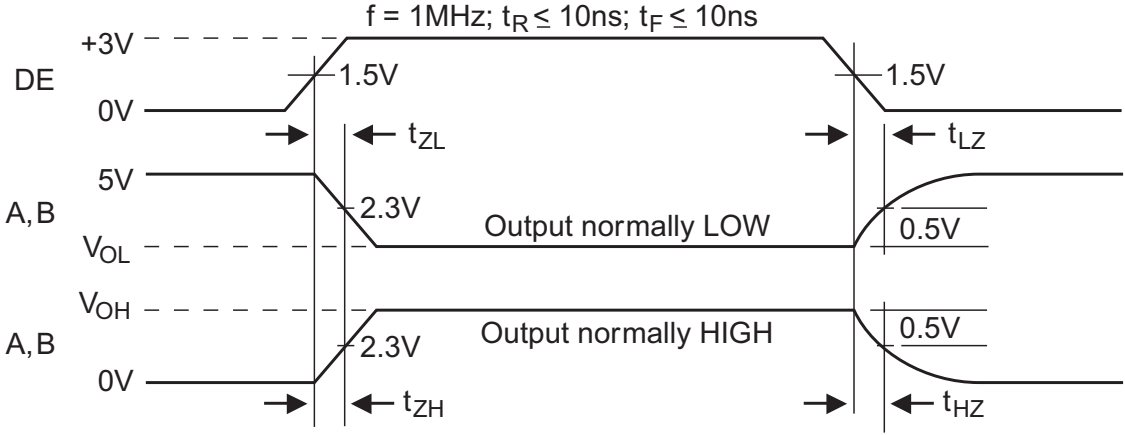 f = 1MHz; tR ≤ 10ns; tF ≤ 10ns
+3V
DE
1.5V
1.5V
0V
tZL
tLZ
5V
A,B
2.3V
Output normally LOW
0.5V
VOL
VOH
A,B
2.3V
Output normally HIGH
0.5V
0V
tZH
tHZ